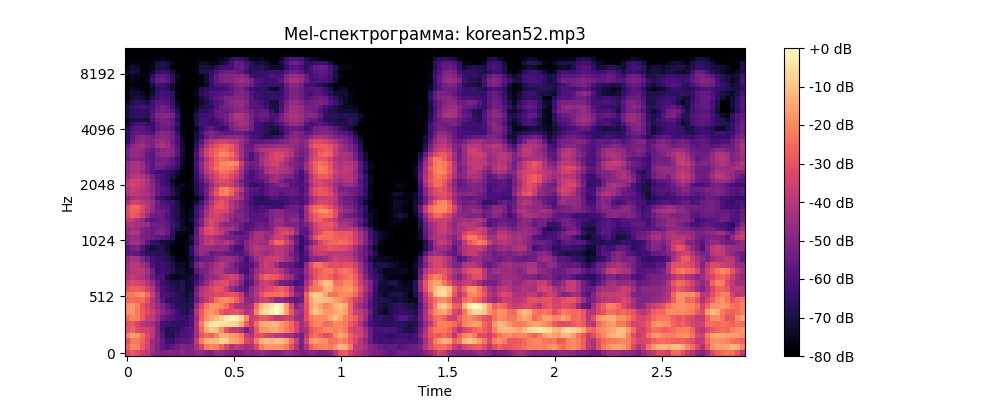 Mel-спектрограмма: korean52.mp3
Hz
8192
4096
2048
1024
512
0
0 0.5 1 1.5 2 2.5
Time
+0 dB
-10 dB
-20 dB
-30 dB
-40 dB
-50 dB
-60 dB
-70 dB
-80 dB